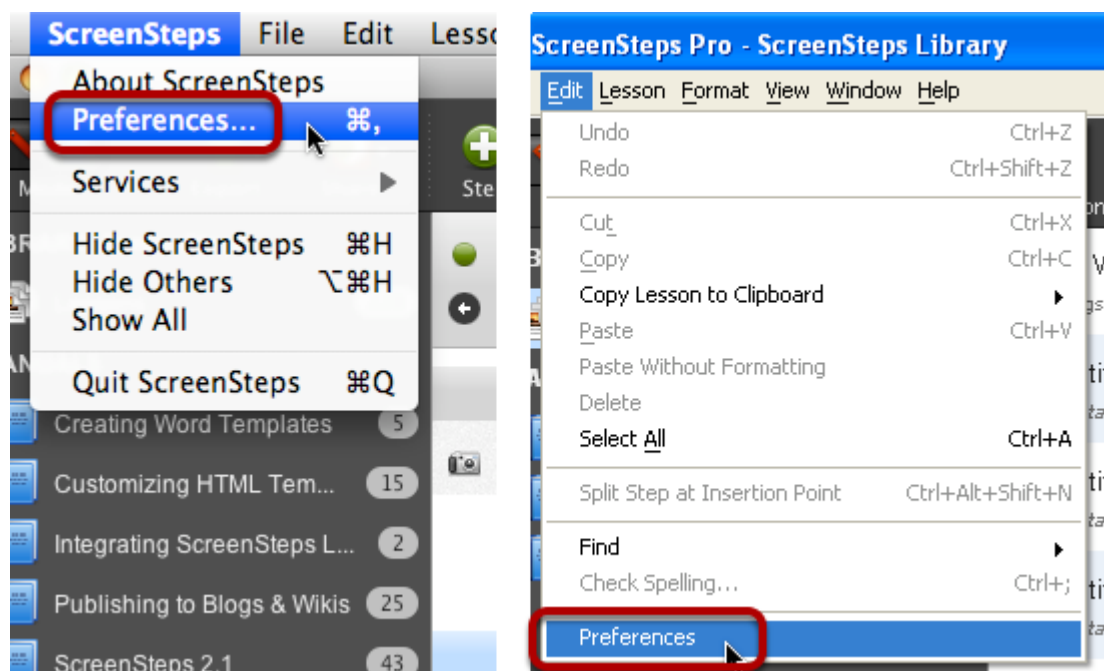 ScreenSteps File Edit Lesso
About ScreenSteps
Preferences... ⌘,
Services
Hide ScreenSteps ⌘H
Hide Others ⌥⌘H
Show All
Quit ScreenSteps ⌘Q
Ste
Creating Word Templates 5
Customizing HTML Tem... 15
Integrating ScreenSteps L... 2
Publishing to Blogs & Wikis 25
ScreenSteps 2.1 43
ScreenSteps Pro - ScreenSteps Library
Edit Lesson Format View Window Help
Undo Ctrl+Z
Redo Ctrl+Shift+Z
Cut Ctrl+X
Copy Ctrl+C
Copy Lesson to Clipboard
Paste Ctrl+V
Paste Without Formatting
Delete
Select All Ctrl+A
Split Step at Insertion Point Ctrl+Alt+Shift+N
Find
Check Spelling... Ctrl+;
Preferences